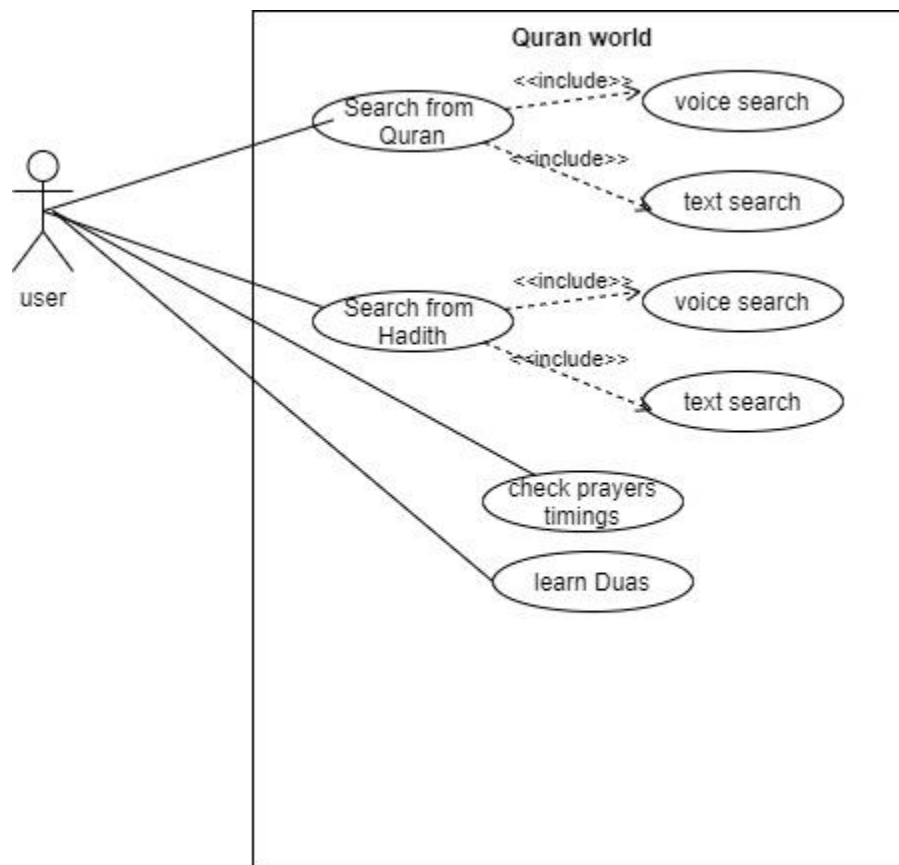 Quran world
<<include>>
voice search
Search from
Quran
<<include>>
text search
user
<<include>>
voice search
Search from
Hadith
<<include>>
text search
check prayers
timings
learn Duas